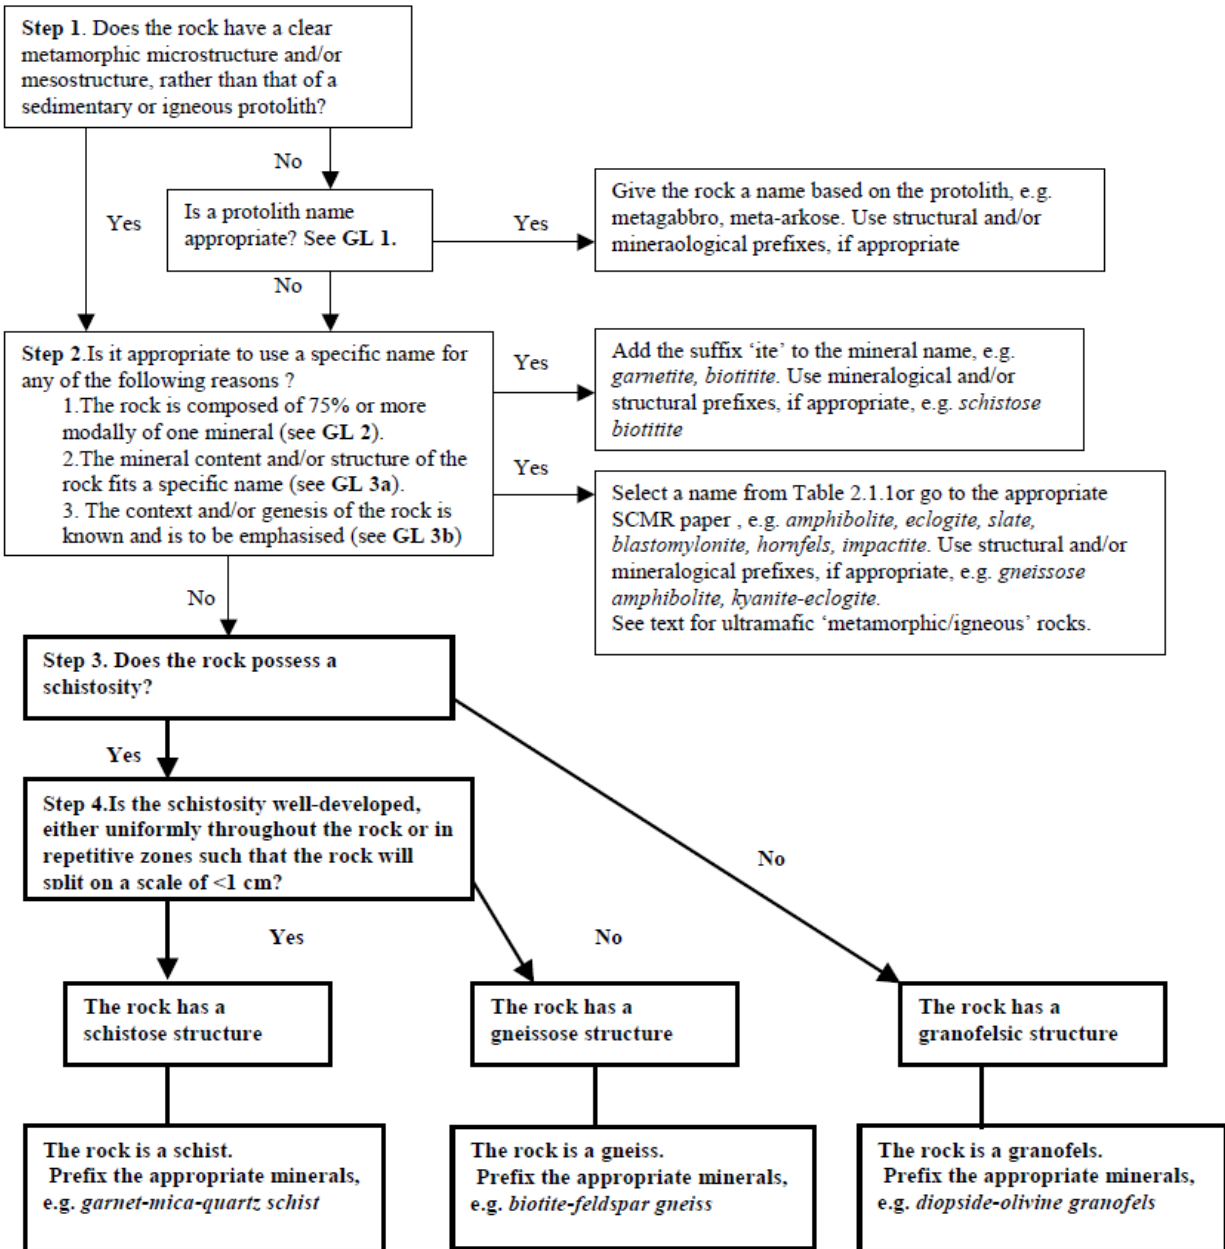 Step 1. Does the rock have a clear
metamorphic microstructure and/or
mesostructure, rather than that of a
sedimentary or igneous protolith?
No
Yes
Is a protolith name
appropriate? See GL 1.
Yes
Give the rock a name based on the protolith, e.g.
metagabbro, meta-arkose. Use structural and/or
mineraological prefixes, if appropriate
No
Step 2.Is it appropriate to use a specific name for
any of the following reasons ?
1.The rock is composed of 75% or more
modally of one mineral (see GL 2).
2.The mineral content and/or structure of the
rock fits a specific name (see GL 3a).
3. The context and/or genesis of the rock is
known and is to be emphasised (see GL 3b)
Yes
Add the suffix ‘ite’ to the mineral name, e.g.
garnetite, biotitite. Use mineralogical and/or
structural prefixes, if appropriate, e.g. schistose
biotitite
Yes
Select a name from Table 2.1.1or go to the appropriate
SCMR paper , e.g. amphibolite, eclogite, slate,
blastomylonite, hornfels, impactite. Use structural and/or
mineralogical prefixes, if appropriate, e.g. gneissose
amphibolite, kyanite-eclogite.
See text for ultramafic ‘metamorphic/igneous’ rocks.
No
Step 3. Does the rock possess a
schistosity?
Yes
No
Step 4.Is the schistosity well-developed,
either uniformly throughout the rock or in
repetitive zones such that the rock will
split on a scale of <1 cm?
Yes
No
The rock has a
schistose structure
The rock has a
gneissose structure
The rock has a
granofelsic structure
The rock is a schist.
Prefix the appropriate minerals,
e.g. garnet-mica-quartz schist
The rock is a gneiss.
Prefix the appropriate minerals,
e.g. biotite-feldspar gneiss
The rock is a granofels.
Prefix the appropriate minerals,
e.g. diopside-olivine granofels